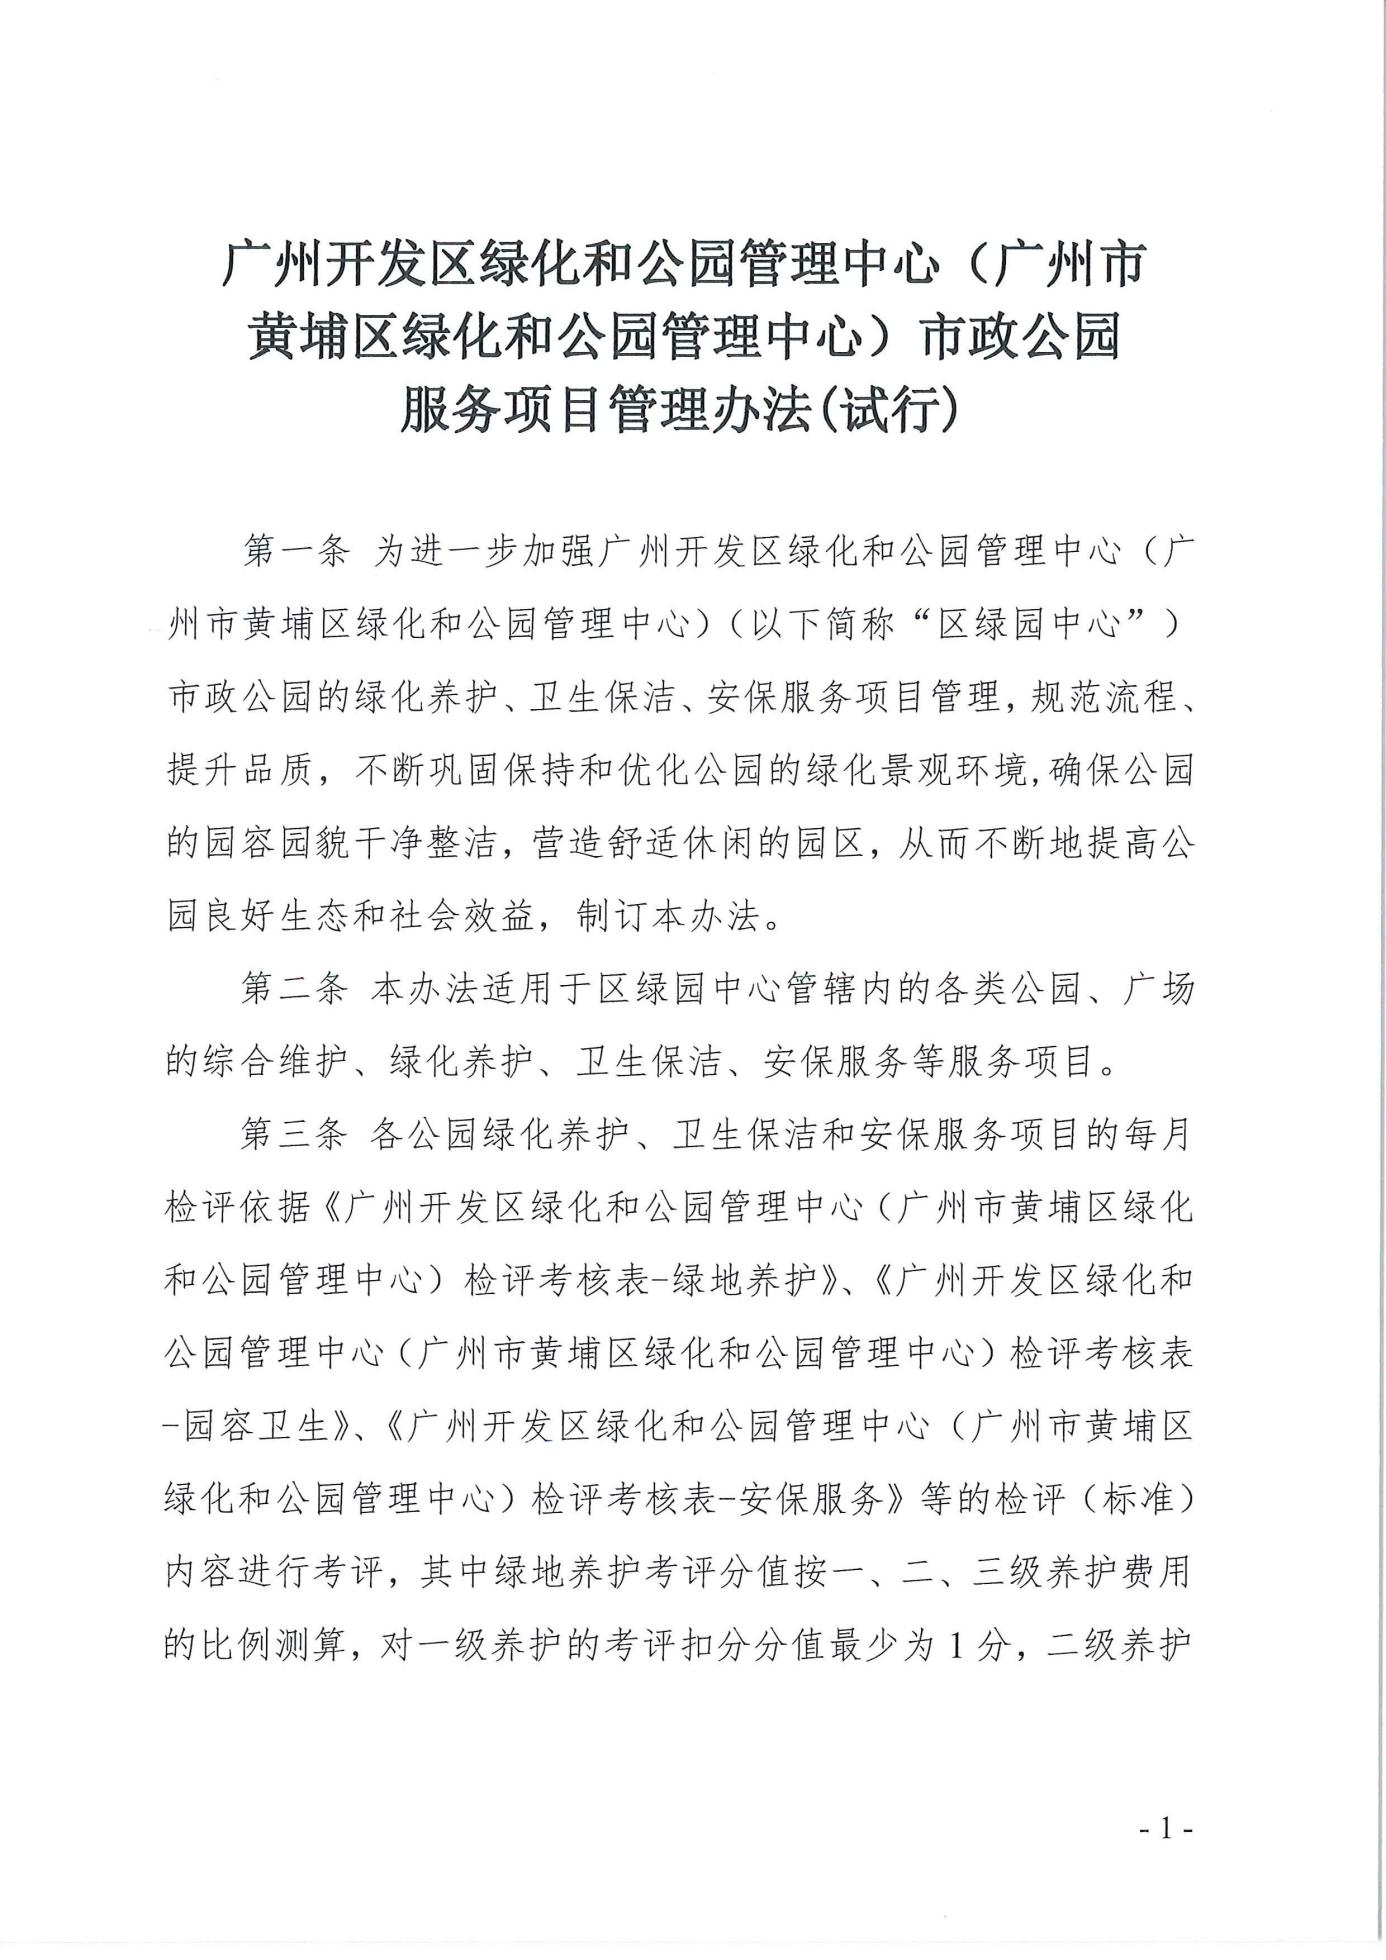 广州开发区绿化和公园管理中心（广州市
黄埔区绿化和公园管理中心）市政公园
服务项目管理办法(试行)
第一条 为进一步加强广州开发区绿化和公园管理中心（广
州市黄埔区绿化和公园管理中心）（以下简称“区绿园中心”）
市政公园的绿化养护、卫生保洁、安保服务项目管理，规范流程、
提升品质，不断巩固保持和优化公园的绿化景观环境,确保公园
的园容园貌干净整洁，营造舒适休闲的园区，从而不断地提高公
园良好生态和社会效益，制订本办法。
第二条 本办法适用于区绿园中心管辖内的各类公园、广场
的综合维护、绿化养护、卫生保洁、安保服务等服务项目。
第三条 各公园绿化养护、卫生保洁和安保服务项目的每月
检评依据《广州开发区绿化和公园管理中心（广州市黄埔区绿化
和公园管理中心）检评考核表-绿地养护》、《广州开发区绿化和
公园管理中心（广州市黄埔区绿化和公园管理中心）检评考核表
-园容卫生》、《广州开发区绿化和公园管理中心（广州市黄埔区
绿化和公园管理中心）检评考核表-安保服务》等的检评（标准）
内容进行考评，其中绿地养护考评分值按一、二、三级养护费用
的比例测算，对一级养护的考评扣分分值最少为1分，二级养护
- 1 -